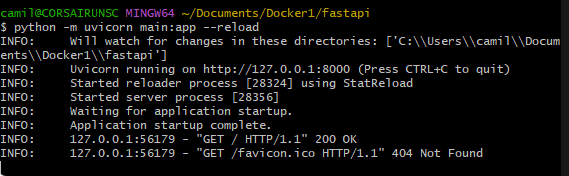 camil@CORSAIRUNSC MINGW64 ~/Documents/Docker1/fastapi
$ python -m uvicorn main:app --reload
INFO:     Will watch for changes in these directories: ['C:\\Users\\camil\\Docum
ents\\Docker1\\fastapi']
INFO:     Uvicorn running on http://127.0.0.1:8000 (Press CTRL+C to quit)
INFO:     Started reloader process [28324] using StatReload
INFO:     Started server process [28356]
INFO:     Waiting for application startup.
INFO:     Application startup complete.
INFO:     127.0.0.1:56179 - "GET / HTTP/1.1" 200 OK
INFO:     127.0.0.1:56179 - "GET /favicon.ico HTTP/1.1" 404 Not Found